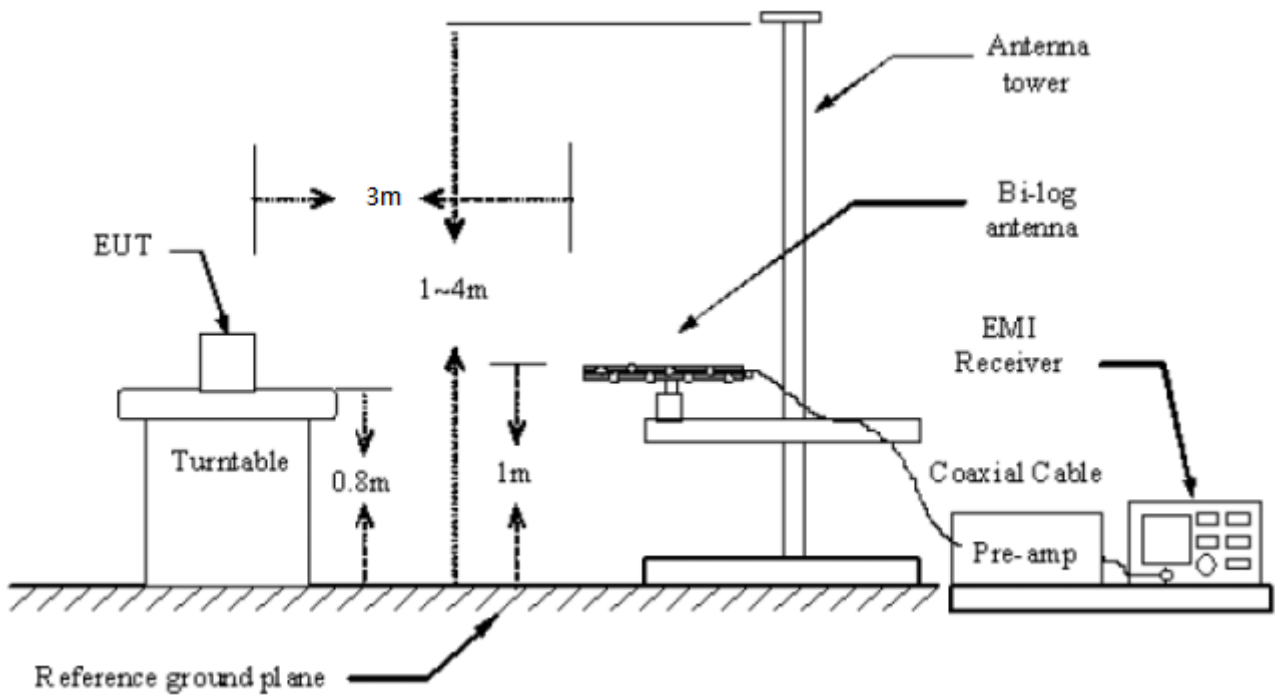 Antenna
tower
3m
Bi-log
antenna
EUT
1~4m
EMI
Receiver
Turntable
0.8m
1m
Coaxial Cable
Pre-amp
Reference ground plane